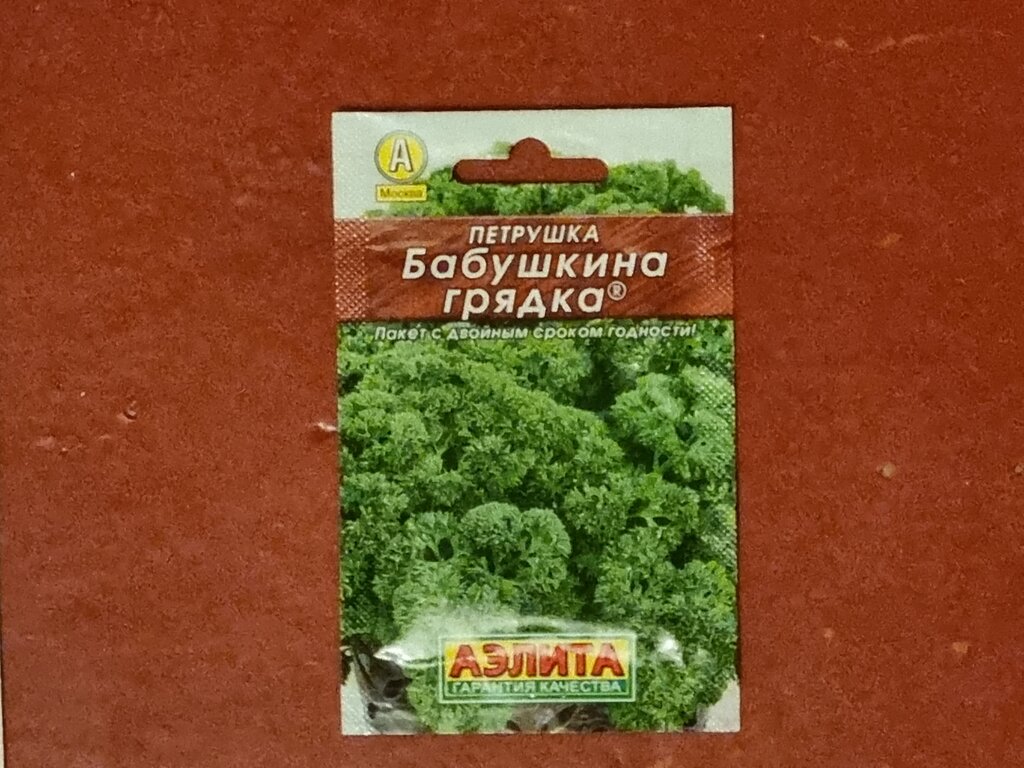 А
Москва
ПЕТРУШКА
Бабушкина
грядка®
Пакет с двойным сроком годности!
АЭЛИТА
ГАРАНТИЯ КАЧЕСТВА